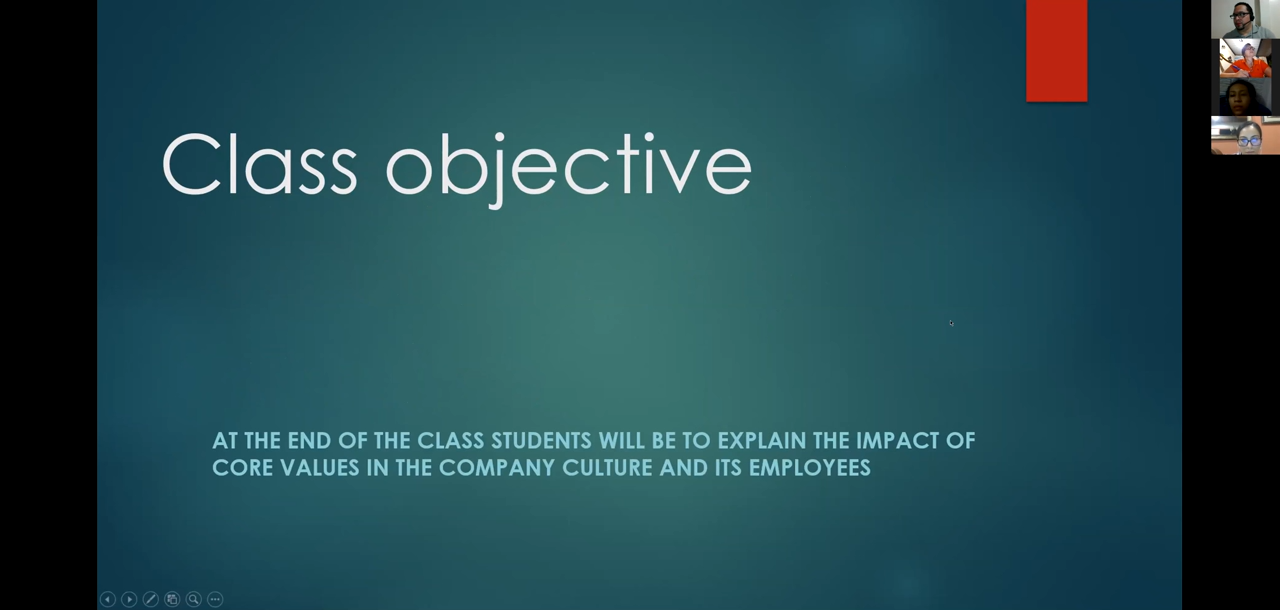 Class objective
AT THE END OF THE CLASS STUDENTS WILL BE TO EXPLAIN THE IMPACT OF
CORE VALUES IN THE COMPANY CULTURE AND ITS EMPLOYEES